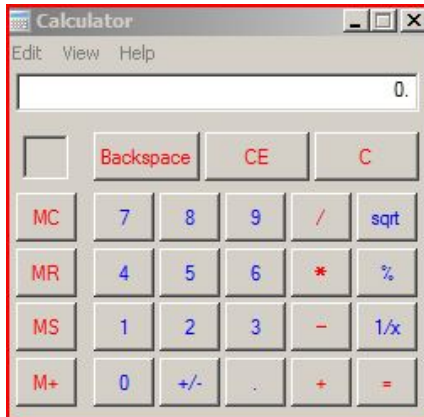 Calculator
Edit View Help
0.
Backspace CE C
MC 7 8 9 / sqrt
MR 4 5 6 * %
MS 1 2 3 - 1/x
M+ 0 +/- . + =